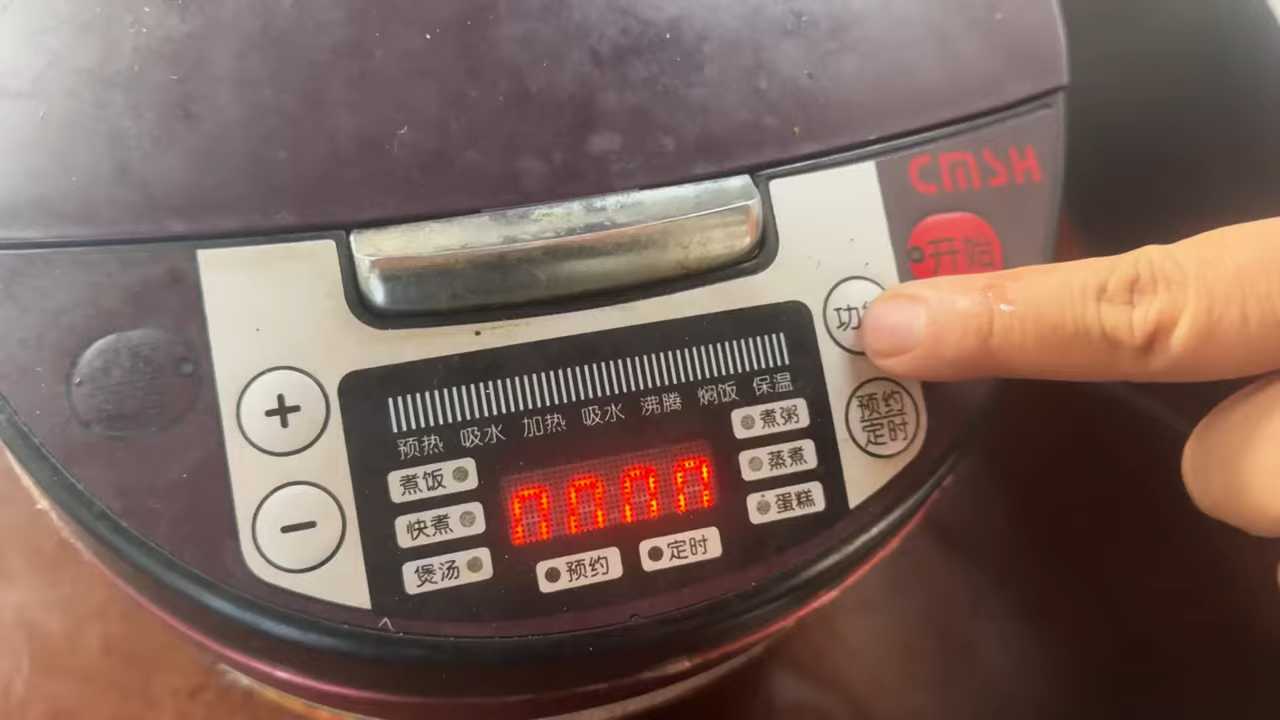 CMSH
开始
功
预约
定时
+
预热 吸水 加热 吸水 沸腾 焖饭 保温
煮饭
快煮
煲汤
煮粥
蒸煮
蛋糕
预约
定时
-